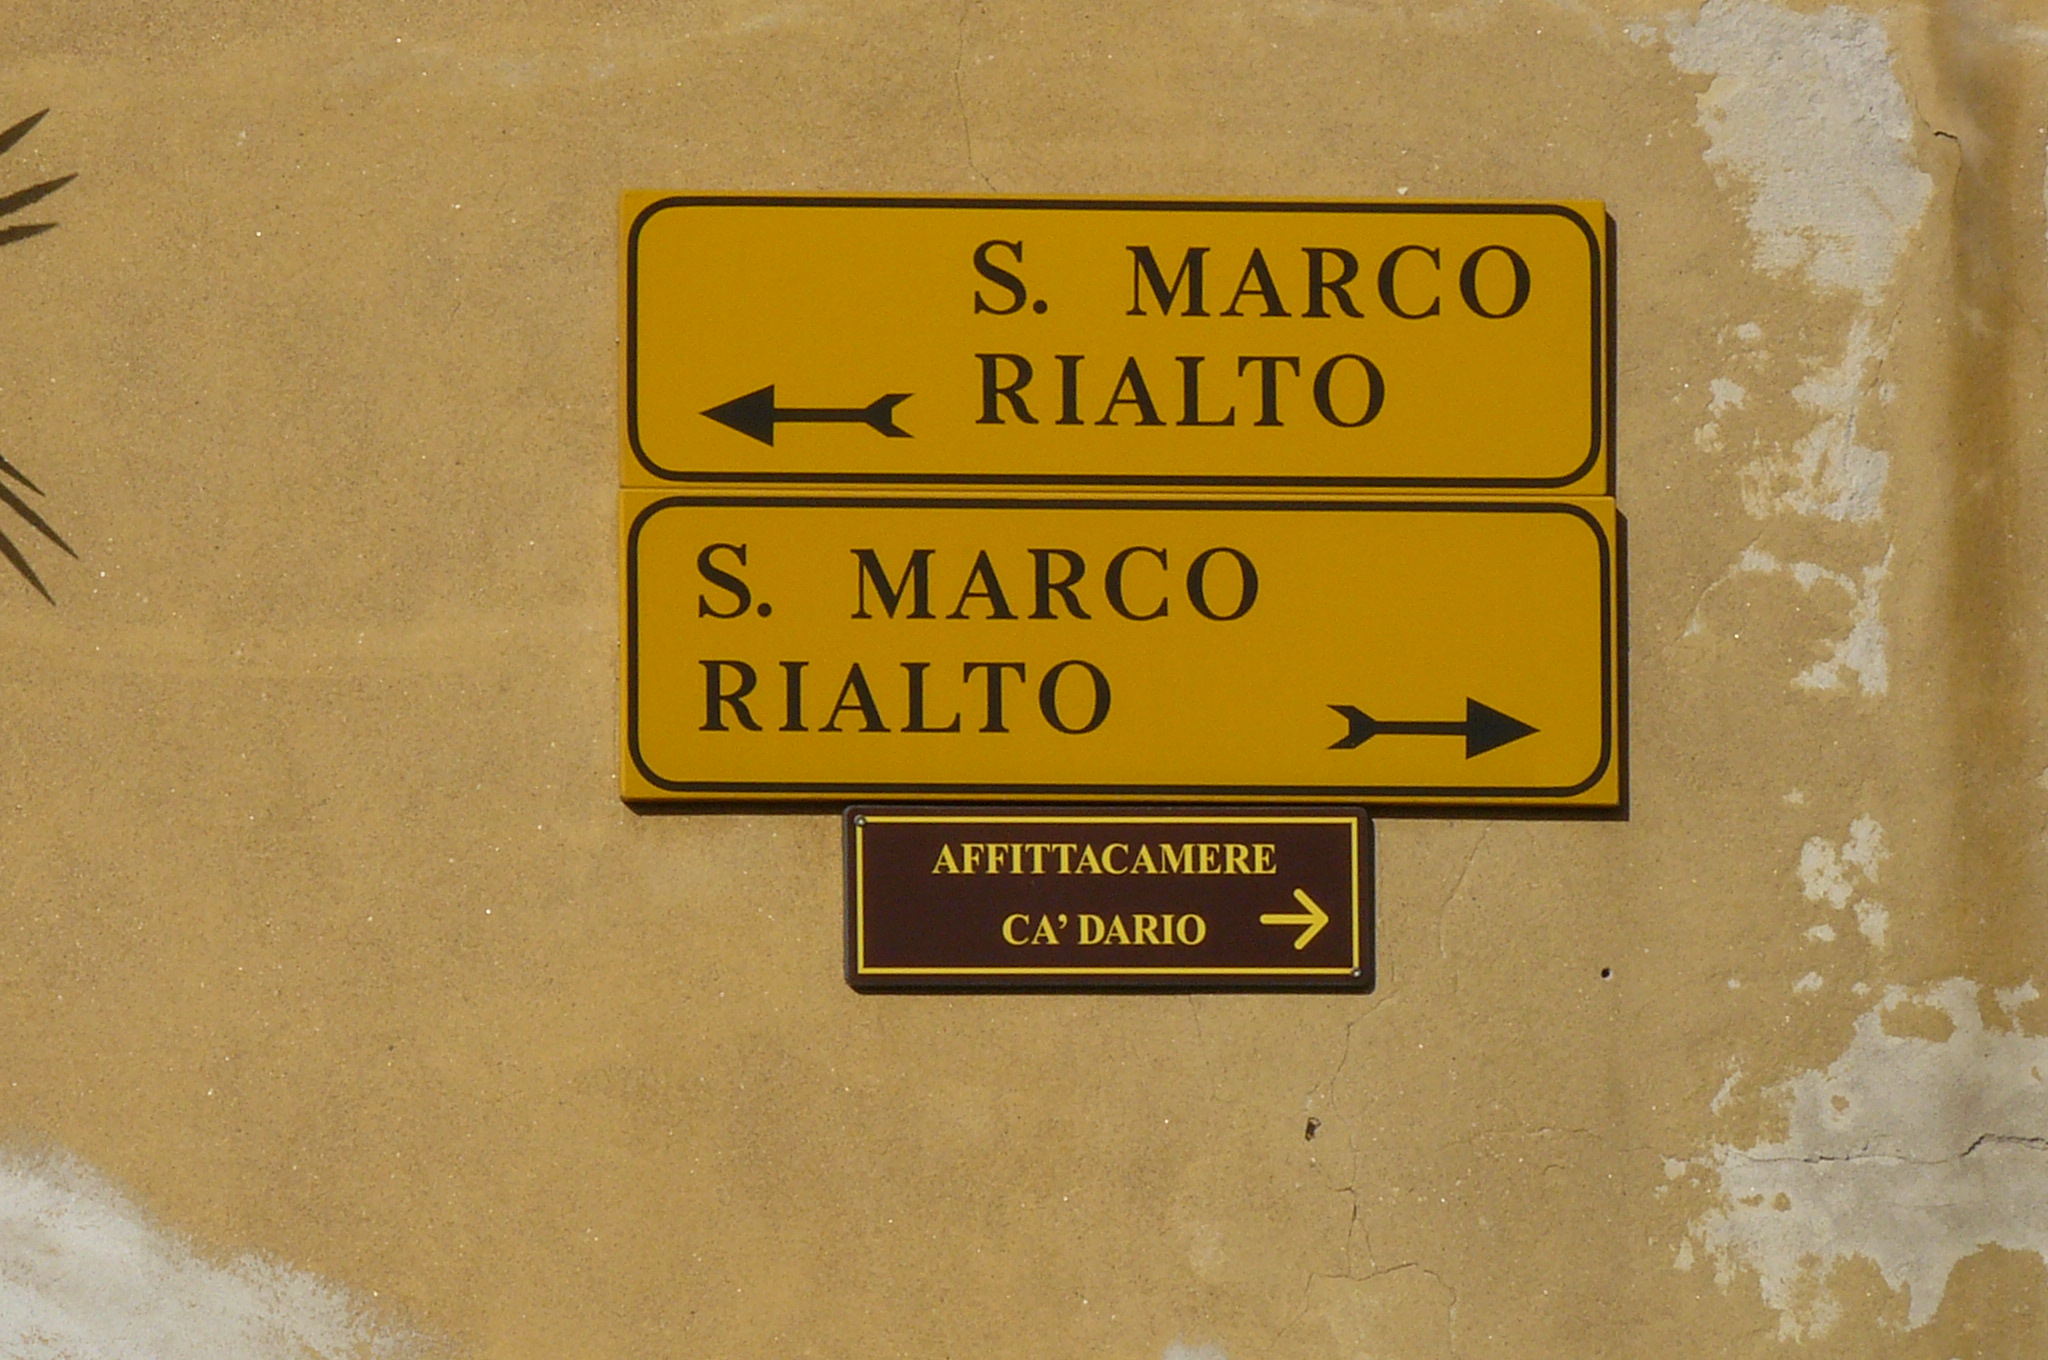 S. MARCO
RIALTO
S. MARCO
RIALTO
AFFITTACAMERE
CA’ DARIO